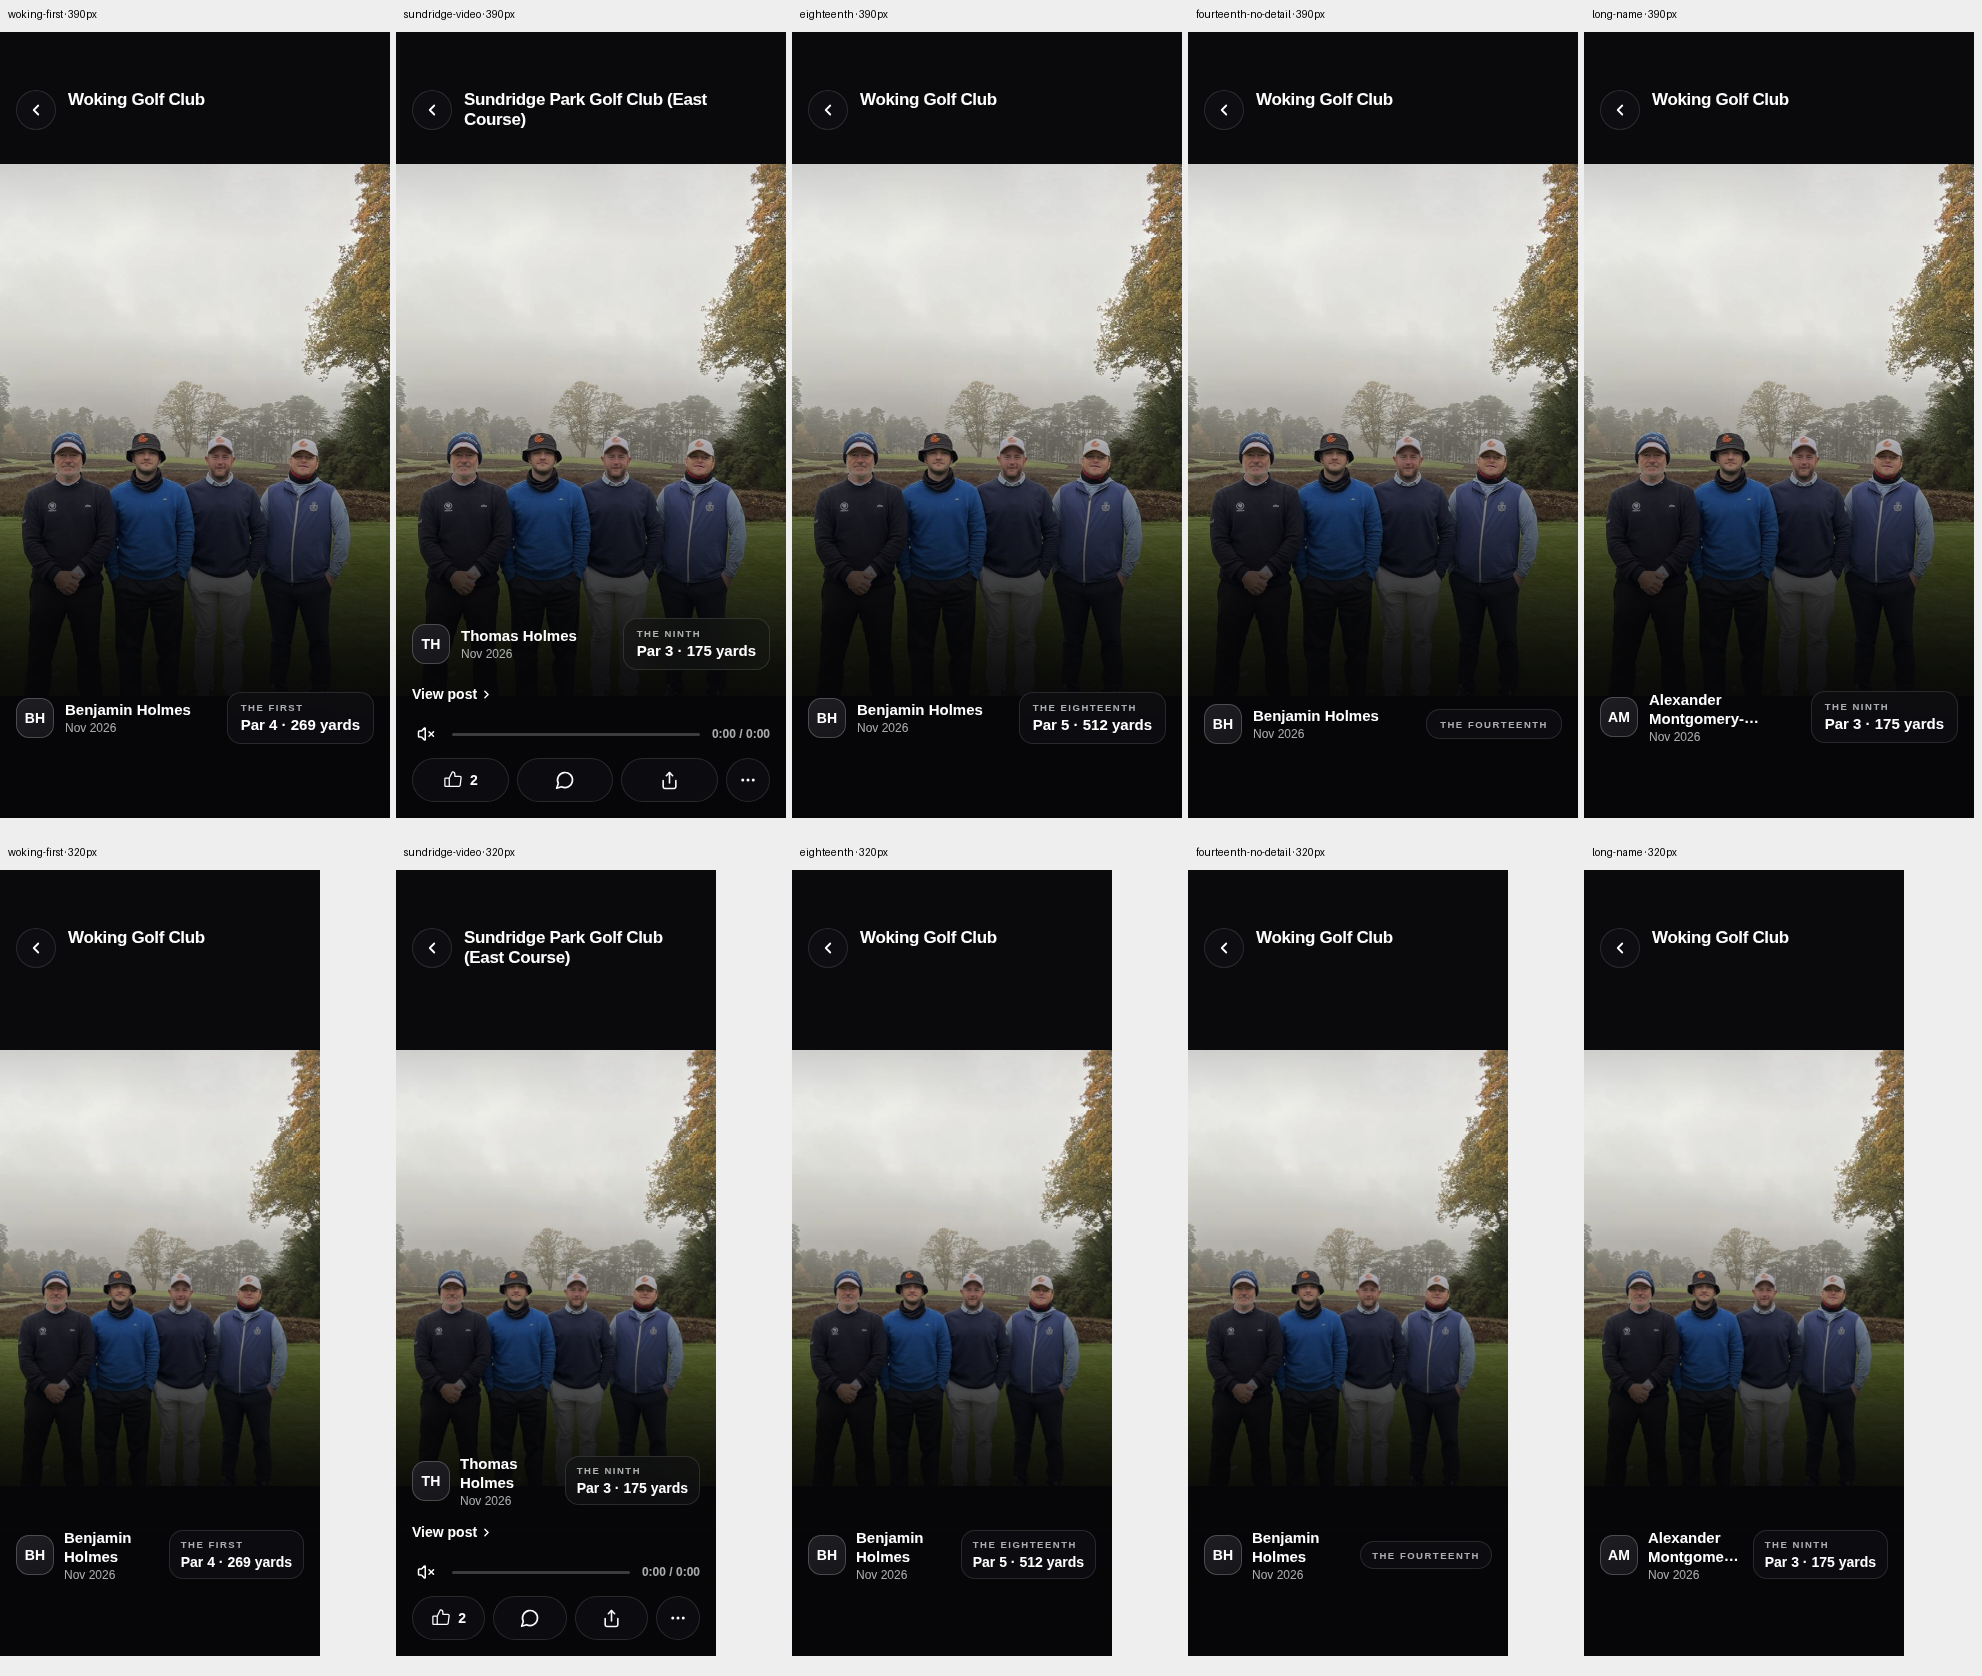 woking-first · 390px
Woking Golf Club
BH
Benjamin Holmes
Nov 2026
THE FIRST
Par 4 · 269 yards
sundridge-video · 390px
Sundridge Park Golf Club (East
Course)
TH
Thomas Holmes
Nov 2026
THE NINTH
Par 3 · 175 yards
View post
0:00 / 0:00
2
eighteenth · 390px
Woking Golf Club
BH
Benjamin Holmes
Nov 2026
THE EIGHTEENTH
Par 5 · 512 yards
fourteenth-no-detail · 390px
Woking Golf Club
BH
Benjamin Holmes
Nov 2026
THE FOURTEENTH
long-name · 390px
Woking Golf Club
AM
Alexander
Montgomery-...
Nov 2026
THE NINTH
Par 3 · 175 yards
woking-first · 320px
Woking Golf Club
BH
Benjamin
Holmes
Nov 2026
THE FIRST
Par 4 · 269 yards
sundridge-video · 320px
Sundridge Park Golf Club
(East Course)
TH
Thomas
Holmes
Nov 2026
THE NINTH
Par 3 · 175 yards
View post
0:00 / 0:00
2
eighteenth · 320px
Woking Golf Club
BH
Benjamin
Holmes
Nov 2026
THE EIGHTEENTH
Par 5 · 512 yards
fourteenth-no-detail · 320px
Woking Golf Club
BH
Benjamin
Holmes
Nov 2026
THE FOURTEENTH
long-name · 320px
Woking Golf Club
AM
Alexander
Montgome...
Nov 2026
THE NINTH
Par 3 · 175 yards